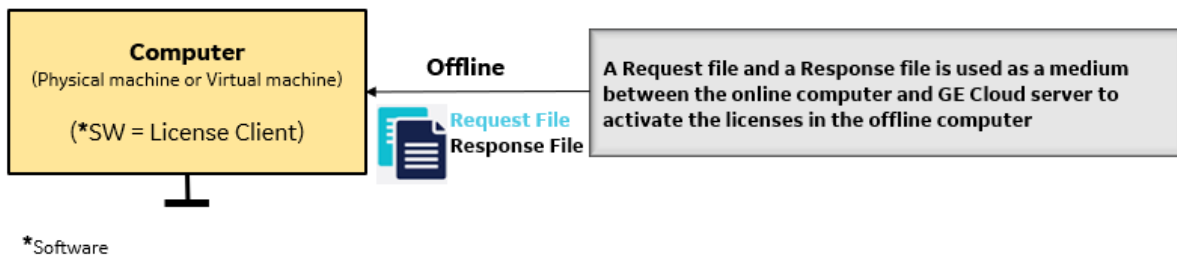 Computer
(Physical machine or Virtual machine)
(*SW = License Client)
Offline
Request File
Response File
A Request file and a Response file is used as a medium
between the online computer and GE Cloud server to
activate the licenses in the offline computer
*Software